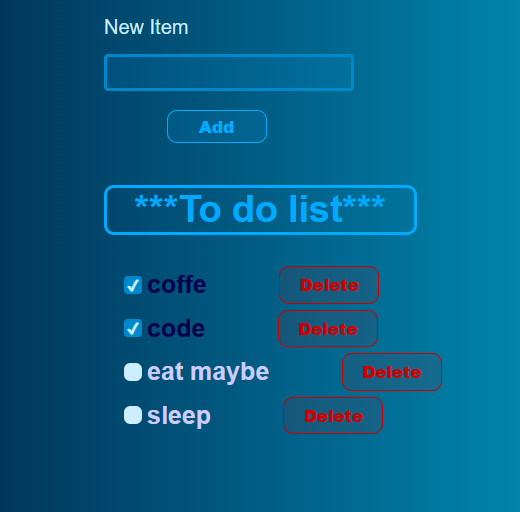 New Item
Add
***To do list***
coffe Delete
code Delete
eat maybe Delete
sleep Delete